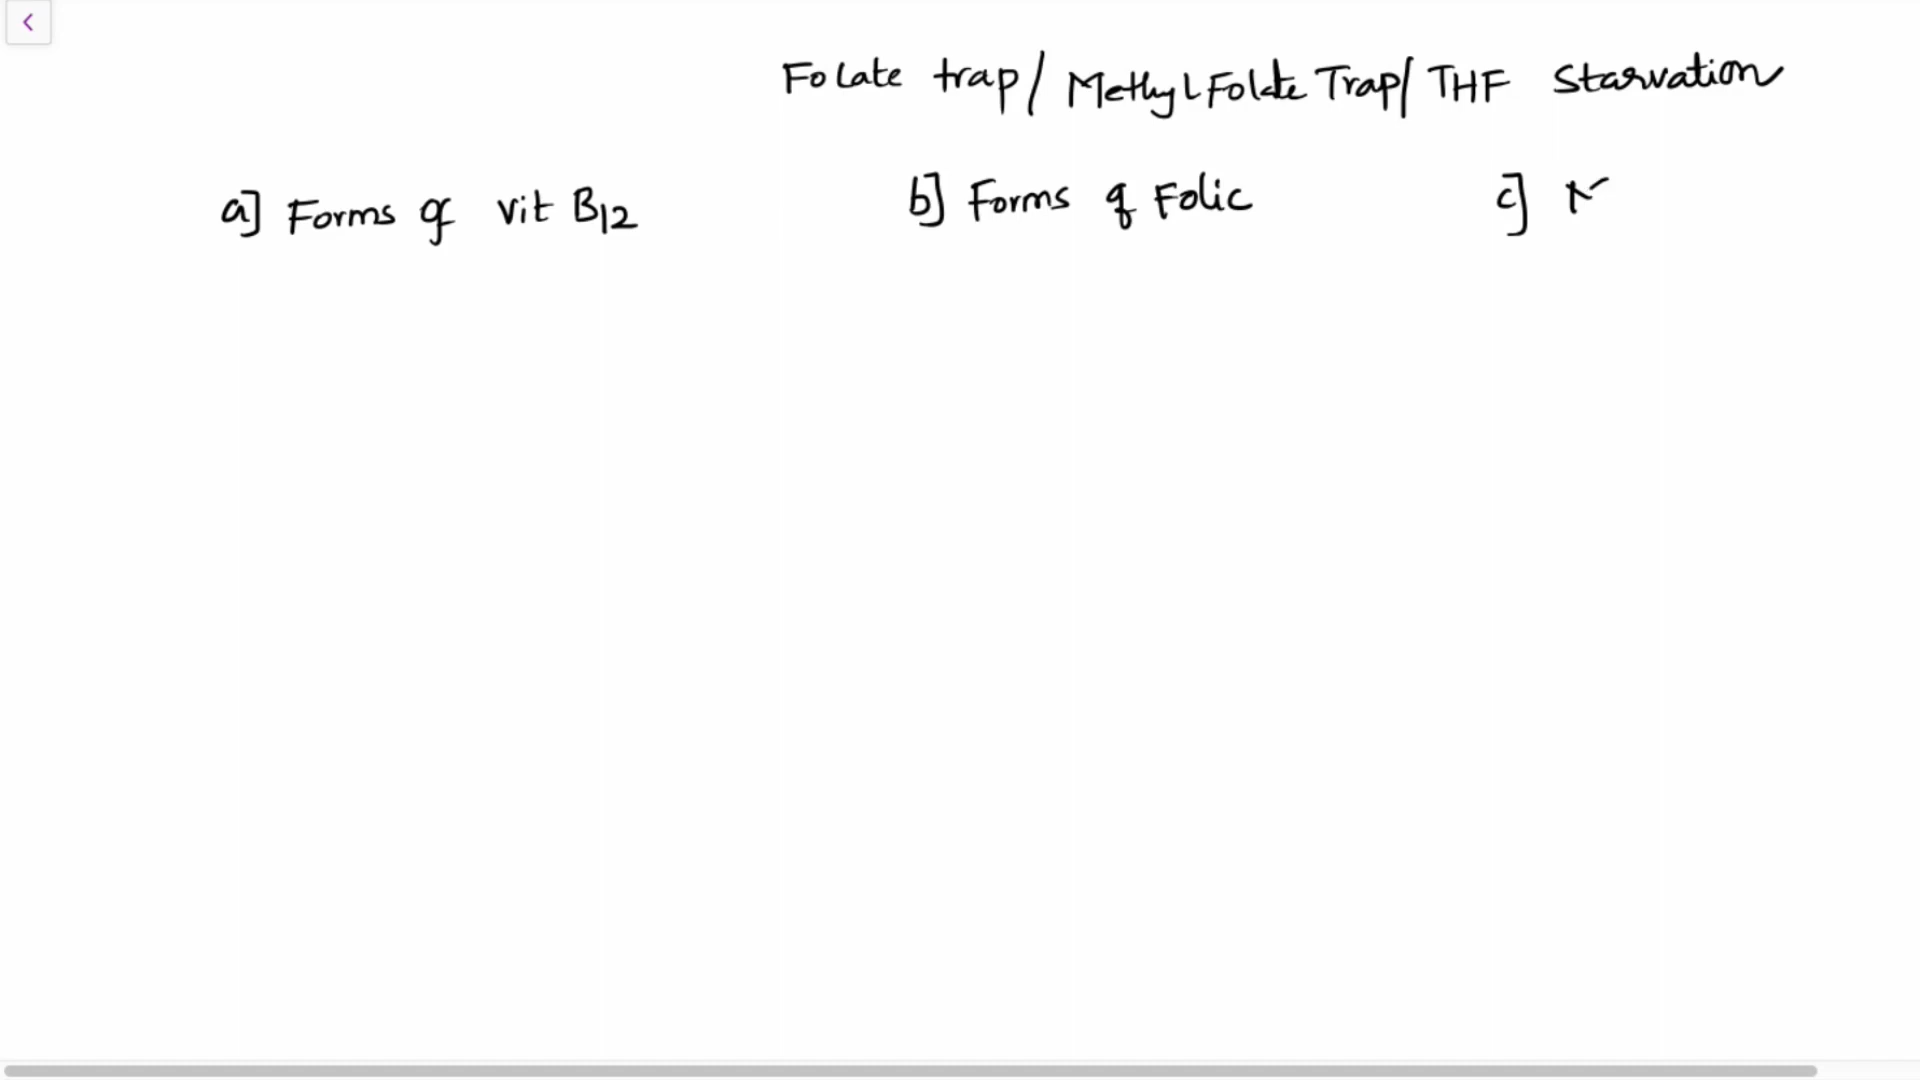 Folate trap/ Methyl Folate Trap/ THF Starvation
a] Forms of vit B12
b] Forms of Folic
c]